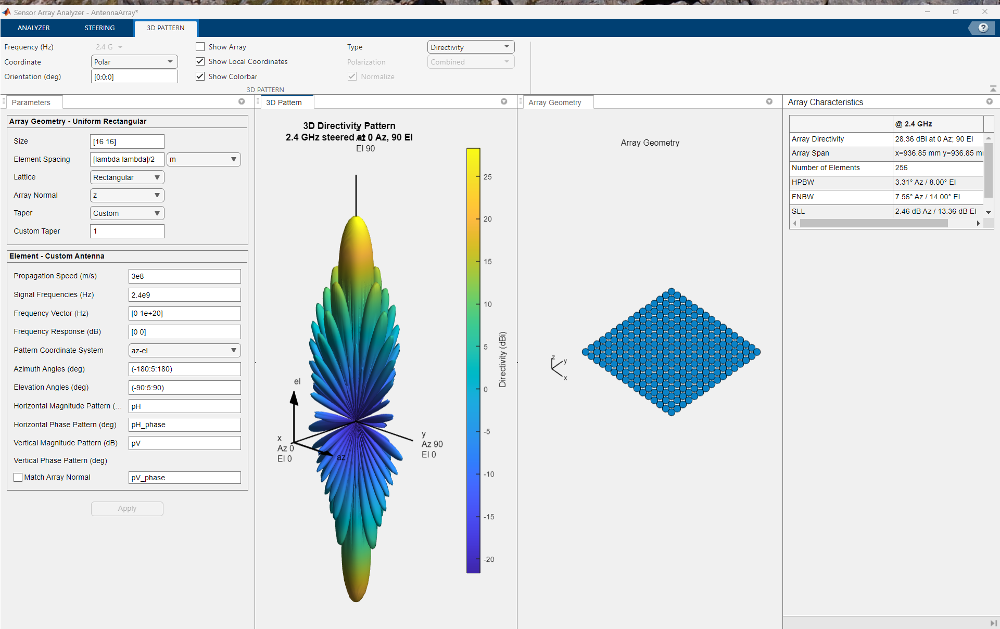 Sensor Array Analyzer - AntennaArray*
ANALYZER STEERING 3D PATTERN
Frequency (Hz) 2.4 G Show Array Type Directivity
Coordinate Polar Show Local Coordinates Polarization Combined
Orientation (deg) [0;0;0] Show Colorbar Normalize
3D PATTERN
Parameters
Array Geometry - Uniform Rectangular
Size [16 16]
Element Spacing [lambda lambda]/2 m
Lattice Rectangular
Array Normal z
Taper Custom
Custom Taper 1
Element - Custom Antenna
Propagation Speed (m/s) 3e8
Signal Frequencies (Hz) 2.4e9
Frequency Vector (Hz) [0 1e+20]
Frequency Response (dB) [0 0]
Pattern Coordinate System az-el
Azimuth Angles (deg) (-180:5:180)
Elevation Angles (deg) (-90:5:90)
Horizontal Magnitude Pattern (... pH
Horizontal Phase Pattern (deg) pH_phase
Vertical Magnitude Pattern (dB) pV
Vertical Phase Pattern (deg)
Match Array Normal pV_phase
Apply
3D Pattern
3D Directivity Pattern
2.4 GHz steered at 0 Az, 90 El
z
Az 0
El 90
25
20
15
10
5
0
-5
-10
-15
-20
Directivity (dBi)
el
x
Az 0
El 0
az
y
Az 90
El 0
Array Geometry
Array Geometry
z
y
x
Array Characteristics
@ 2.4 GHz
Array Directivity 28.36 dBi at 0 Az; 90 El
Array Span x=936.85 mm y=936.85 m
Number of Elements 256
HPBW 3.31° Az / 8.00° El
FNBW 7.56° Az / 14.00° El
SLL 2.46 dB Az / 13.36 dB El